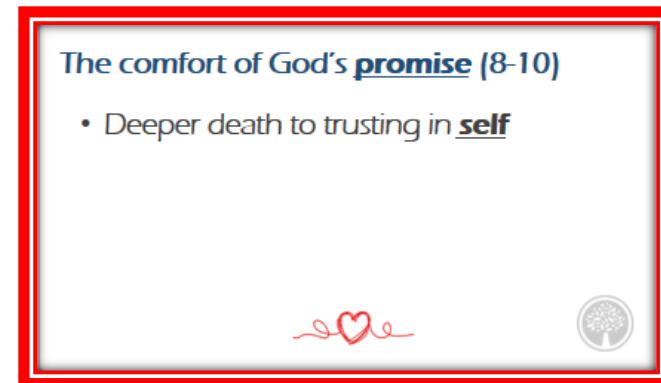 The comfort of God's promise (8-10)
• Deeper death to trusting in self